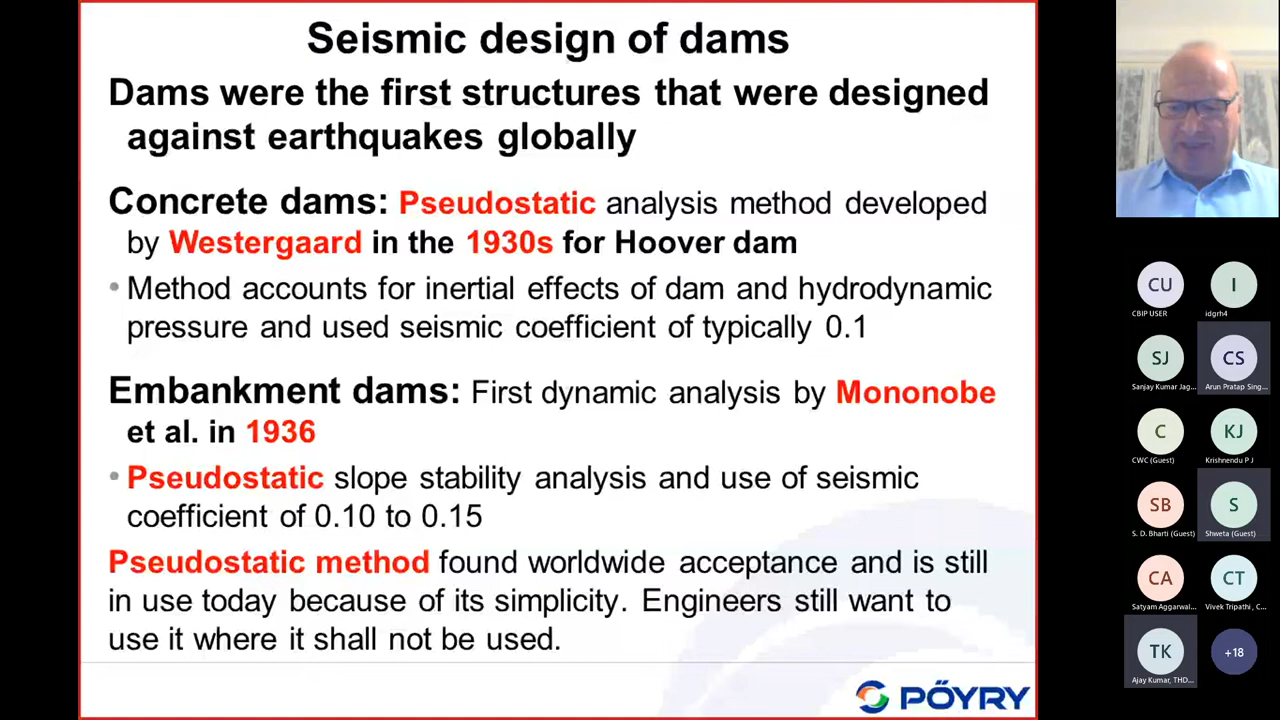 Seismic design of dams
Dams were the first structures that were designed
against earthquakes globally
Concrete dams: Pseudostatic analysis method developed
by Westergaard in the 1930s for Hoover dam
• Method accounts for inertial effects of dam and hydrodynamic
pressure and used seismic coefficient of typically 0.1
Embankment dams: First dynamic analysis by Mononobe
et al. in 1936
• Pseudostatic slope stability analysis and use of seismic
coefficient of 0.10 to 0.15
Pseudostatic method found worldwide acceptance and is still
in use today because of its simplicity. Engineers still want to
use it where it shall not be used.
PÖYRY
CU
I
CBIP USER
idgrh4
SJ
CS
Sanjay Kumar Jag...
Arun Pratap Sing...
C
KJ
CWC (Guest)
Krishnendu P J
SB
S
S. D. Bharti (Guest)
Shweta (Guest)
CA
CT
Satyam Aggarwal...
Vivek Tripathi , C...
TK
+18
Ajay Kumar, THD...